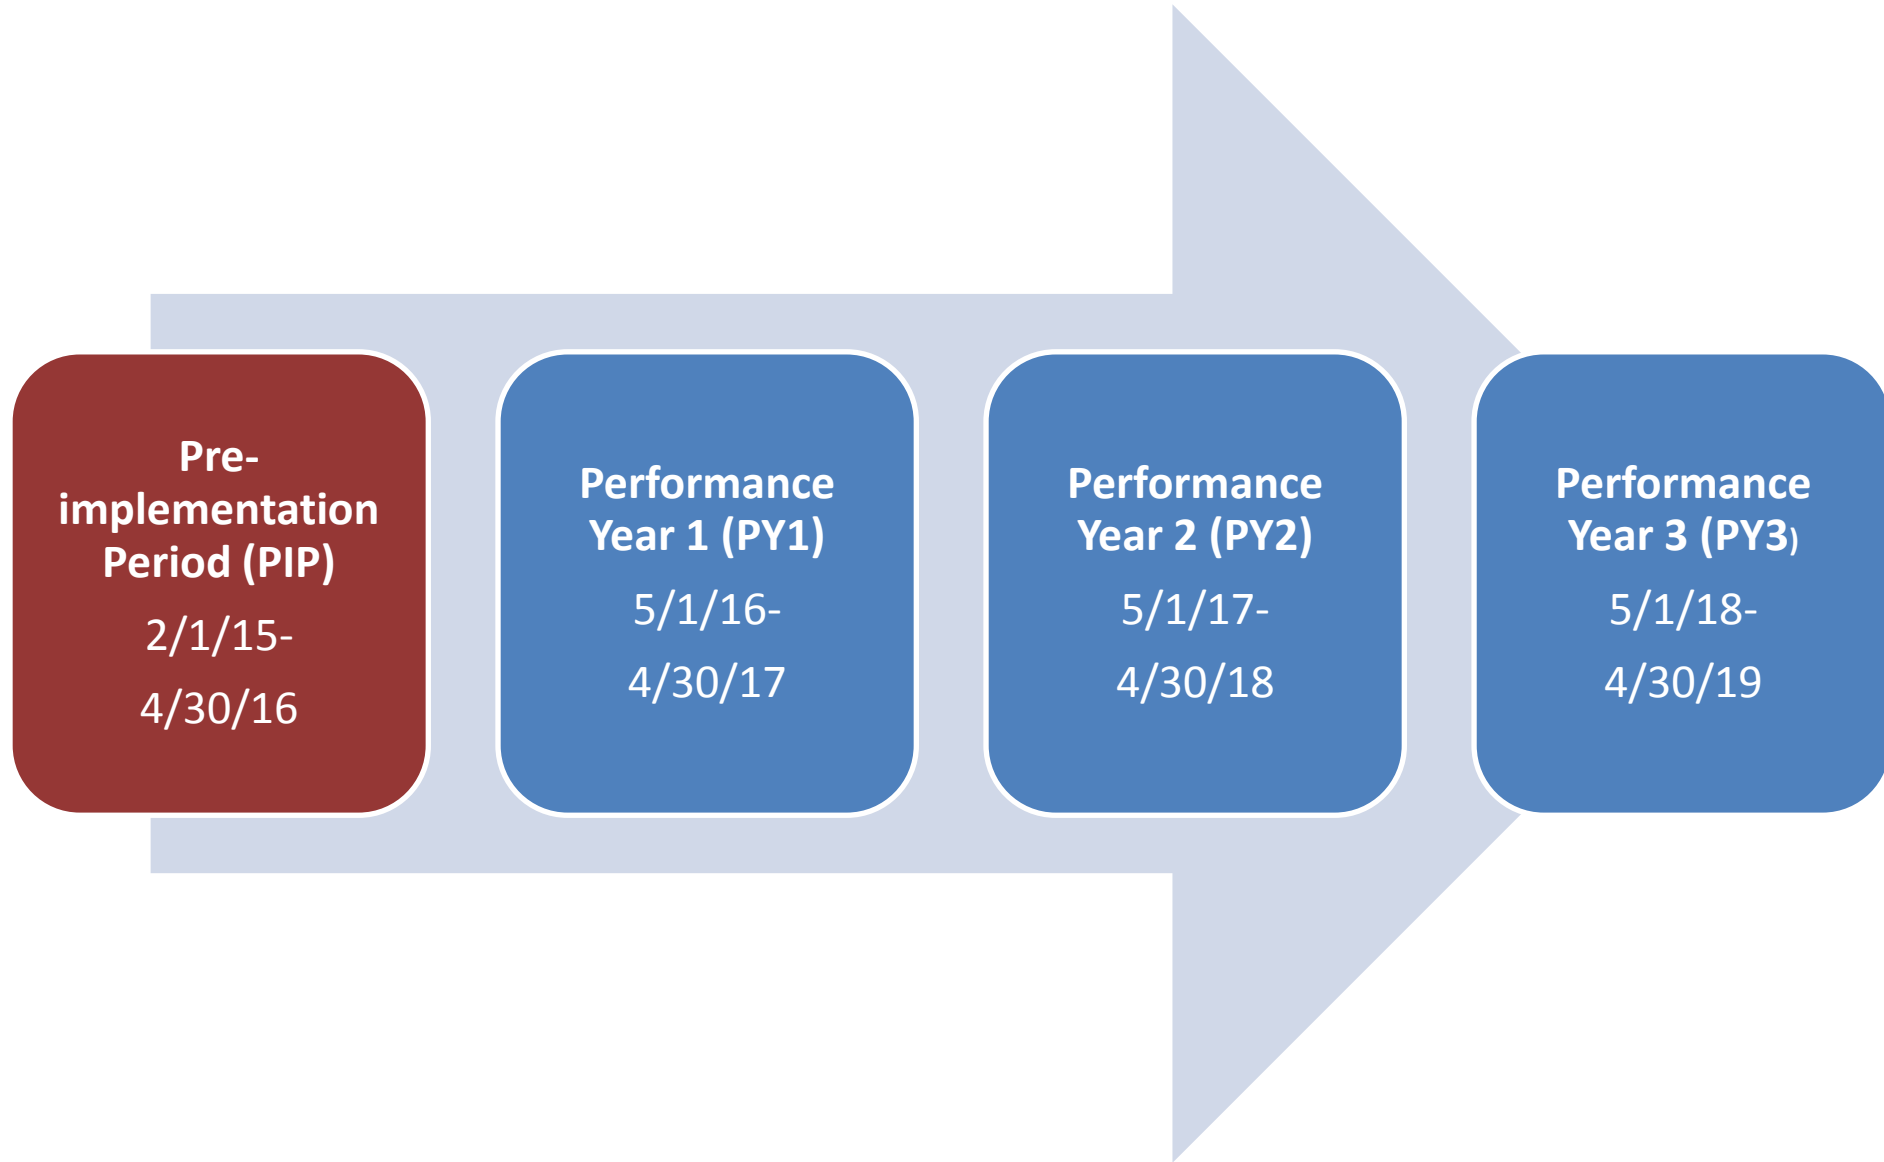 Pre-
implementation
Period (PIP)
2/1/15-
4/30/16
Performance
Year 1 (PY1)
5/1/16-
4/30/17
Performance
Year 2 (PY2)
5/1/17-
4/30/18
Performance
Year 3 (PY3)
5/1/18-
4/30/19